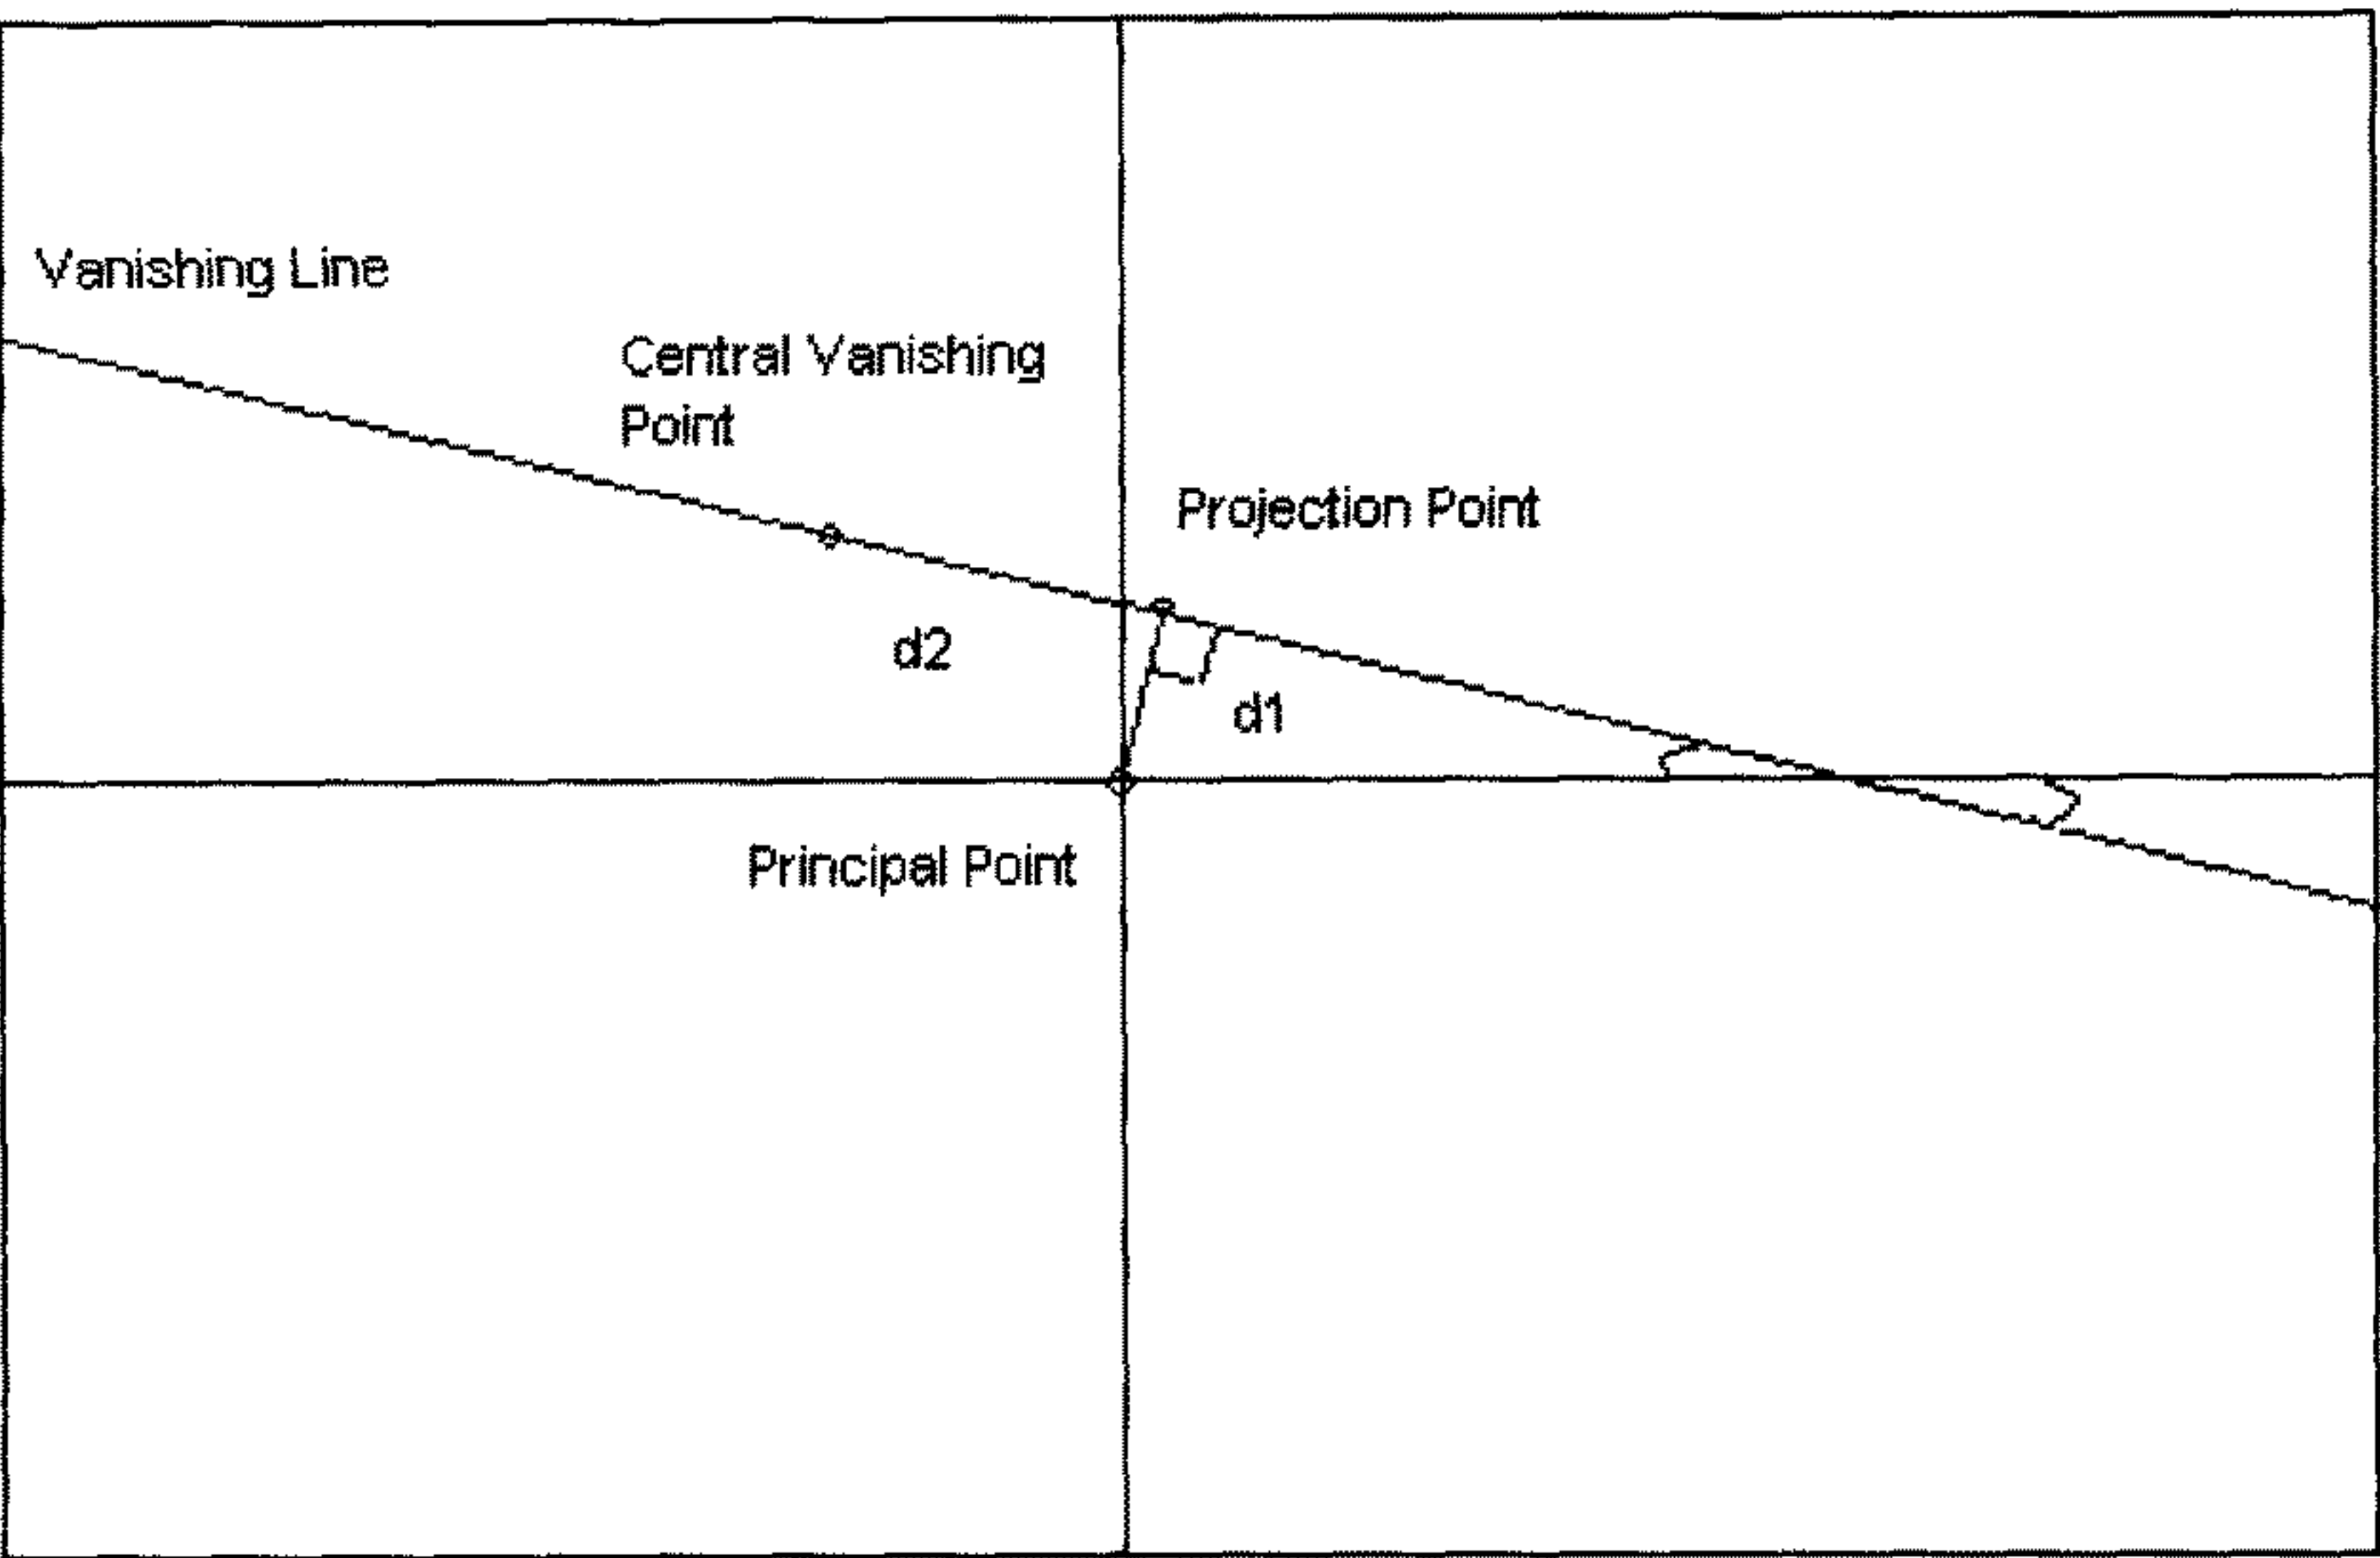 Vanishing Line
Central Vanishing
Point
Projection Point
d2
d1
Principal Point